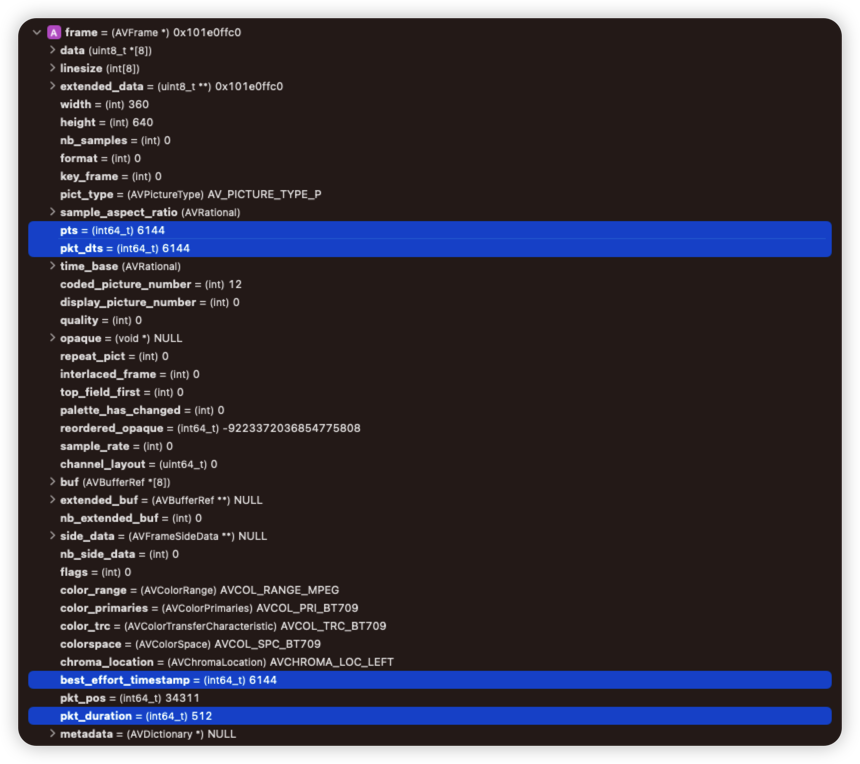 A frame = (AVFrame *) 0x101e0ffc0
data (uint8_t *[8])
linesize (int[8])
extended_data = (uint8_t **) 0x101e0ffc0
width = (int) 360
height = (int) 640
nb_samples = (int) 0
format = (int) 0
key_frame = (int) 0
pict_type = (AVPictureType) AV_PICTURE_TYPE_P
sample_aspect_ratio (AVRational)
pts = (int64_t) 6144
pkt_dts = (int64_t) 6144
time_base (AVRational)
coded_picture_number = (int) 12
display_picture_number = (int) 0
quality = (int) 0
opaque = (void *) NULL
repeat_pict = (int) 0
interlaced_frame = (int) 0
top_field_first = (int) 0
palette_has_changed = (int) 0
reordered_opaque = (int64_t) -9223372036854775808
sample_rate = (int) 0
channel_layout = (uint64_t) 0
buf (AVBufferRef *[8])
extended_buf = (AVBufferRef **) NULL
nb_extended_buf = (int) 0
side_data = (AVFrameSideData **) NULL
nb_side_data = (int) 0
flags = (int) 0
color_range = (AVColorRange) AVCOL_RANGE_MPEG
color_primaries = (AVColorPrimaries) AVCOL_PRI_BT709
color_trc = (AVColorTransferCharacteristic) AVCOL_TRC_BT709
colorspace = (AVColorSpace) AVCOL_SPC_BT709
chroma_location = (AVChromaLocation) AVCHROMA_LOC_LEFT
best_effort_timestamp = (int64_t) 6144
pkt_pos = (int64_t) 34311
pkt_duration = (int64_t) 512
metadata = (AVDictionary *) NULL